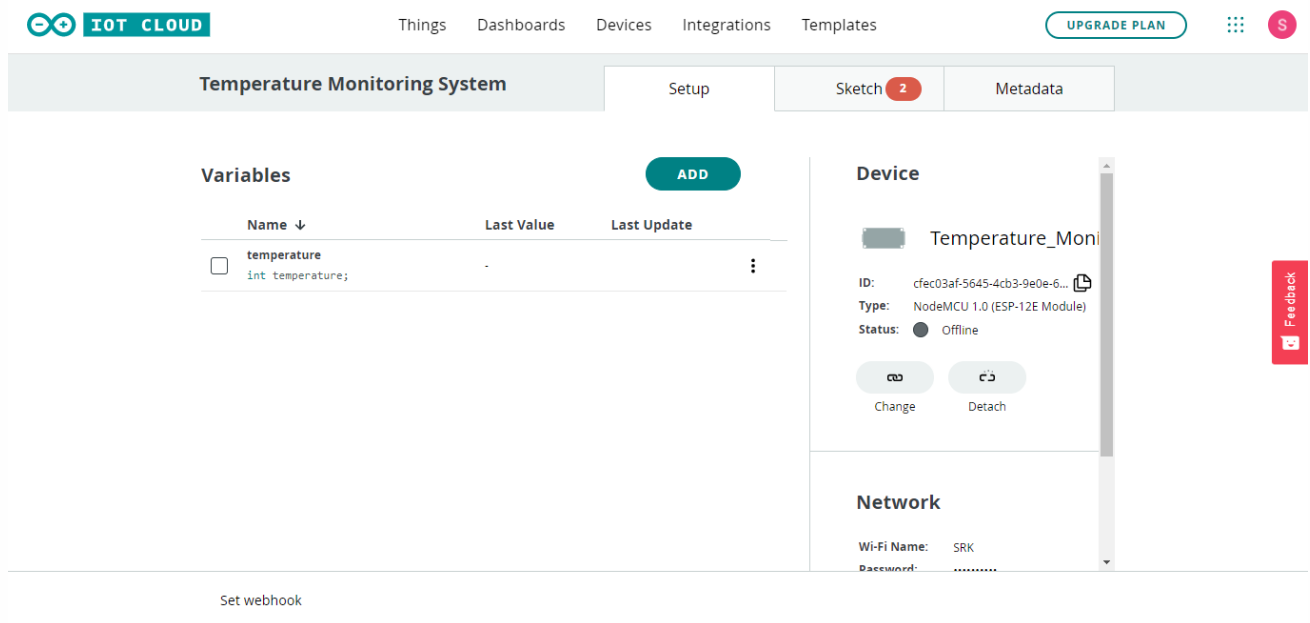 IOT CLOUD
Things Dashboards Devices Integrations Templates
UPGRADE PLAN
S
Temperature Monitoring System
Setup
Sketch 2
Metadata
Variables
ADD
Name ↓ Last Value Last Update
temperature
int temperature;
-
Device
Temperature_Moni
ID: cfec03af-5645-4cb3-9e0e-6...
Type: NodeMCU 1.0 (ESP-12E Module)
Status: Offline
Change Detach
Network
Wi-Fi Name: SRK
Password: ••••••••••
Feedback
Set webhook